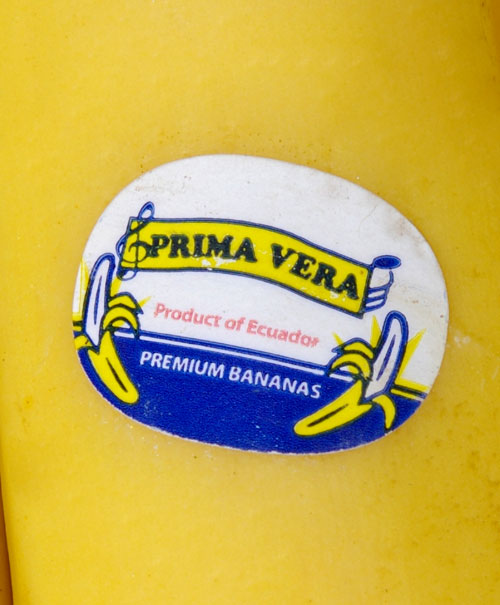 PRIMA VERA
Product of Ecuador
PREMIUM BANANAS